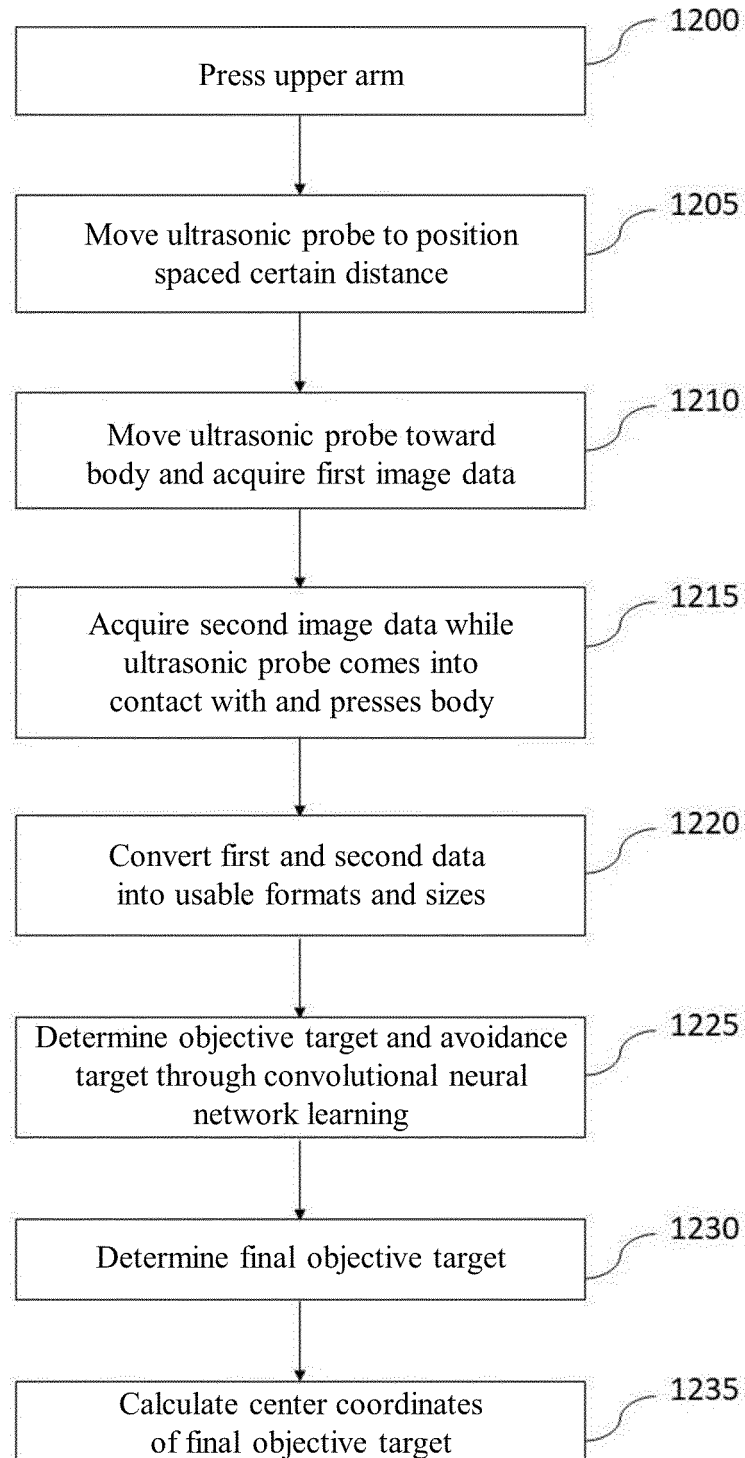 1200
Press upper arm
1205
Move ultrasonic probe to position
spaced certain distance
1210
Move ultrasonic probe toward
body and acquire first image data
1215
Acquire second image data while
ultrasonic probe comes into
contact with and presses body
1220
Convert first and second data
into usable formats and sizes
1225
Determine objective target and avoidance
target through convolutional neural
network learning
1230
Determine final objective target
1235
Calculate center coordinates
of final objective target